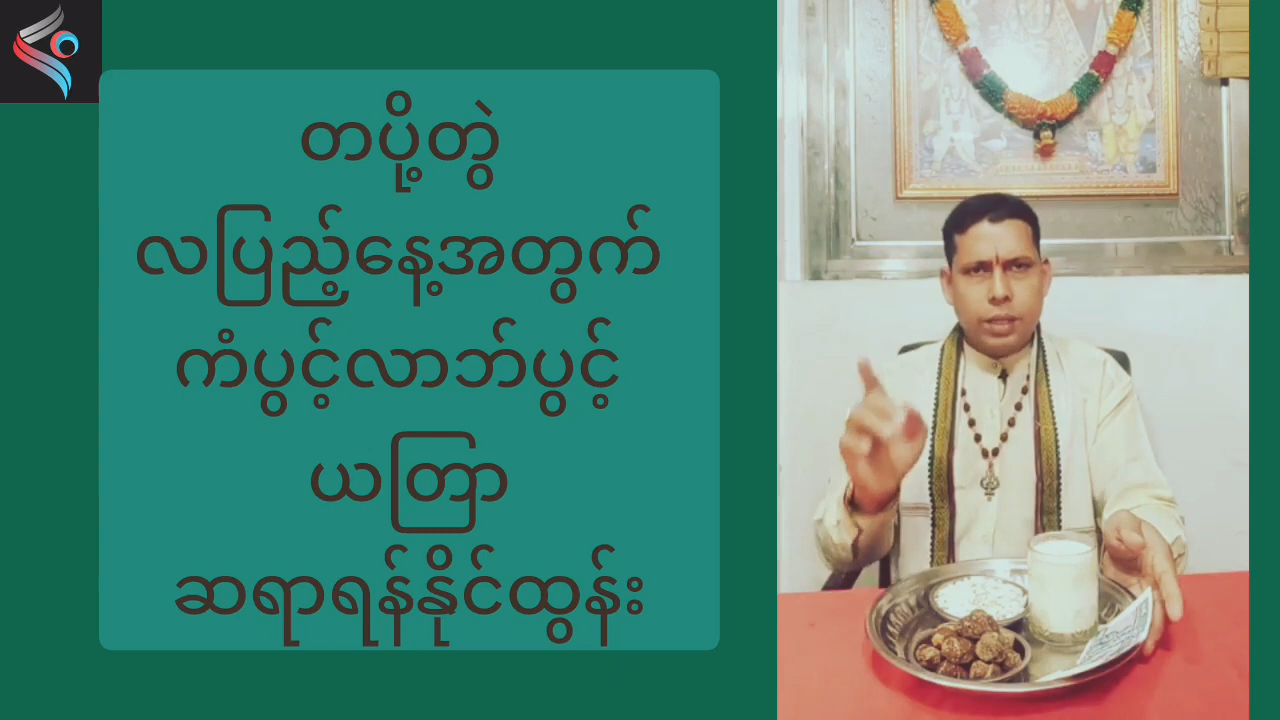 တပို့တွဲ
လပြည့်နေ့အတွက်
ကံပွင့်လာဘ်ပွင့်
ယတြာ
ဆရာရန်နိုင်ထွန်း